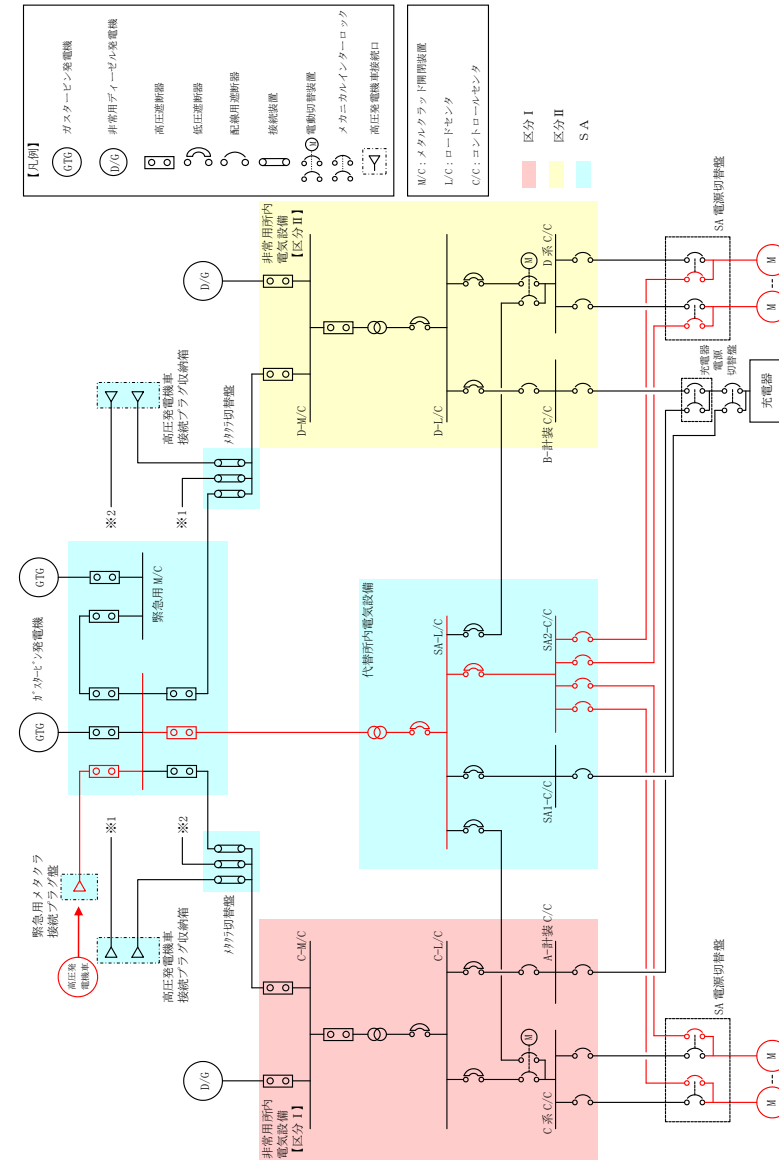 【凡例】
GTG
ガスタービン発電機
D/G
非常用ディーゼル発電機
高圧遮断器
低圧遮断器
配線用遮断器
接続装置
M
電動切替装置
メカニカルインターロック
高圧発電機車接続口
M/C：メタルクラッド開閉装置
L/C：ロードセンタ
C/C：コントロールセンタ
区分Ⅰ
区分Ⅱ
ＳＡ
緊急用メタクラ
接続プラグ盤
高圧発
電機車
高圧発電機車
接続プラグ収納箱
※1
※2
ﾒﾀｸﾗ切替盤
ｶﾞｽﾀｰﾋﾞﾝ発電機
GTG
GTG
緊急用 M/C
高圧発電機車
接続プラグ収納箱
※2
※1
ﾒﾀｸﾗ切替盤
D/G
非常用所内
電気設備
【区分Ⅰ】
C-M/C
C-L/C
M
C 系 C/C
A-計装 C/C
代替所内電気設備
SA-L/C
SA1-C/C
SA2-C/C
D/G
非常用所内
電気設備
【区分Ⅱ】
D-M/C
D-L/C
M
B-計装 C/C
D 系 C/C
SA 電源切替盤
M
M
充電器
電源
切替盤
充電器
SA 電源切替盤
M
M